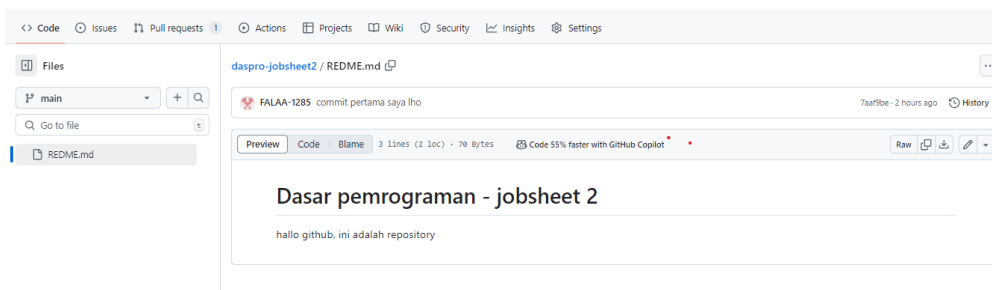 <> Code Issues Pull requests 1 Actions Projects Wiki Security Insights Settings
Files
daspro-jobsheet2 / REDME.md
main
FALAA-1285 commit pertama saya lho 7aaf9be · 2 hours ago History
Go to file t
Preview Code Blame 3 lines (2 loc) · 70 Bytes Code 55% faster with GitHub Copilot Raw
REDME.md
Dasar pemrograman - jobsheet 2
hallo github, ini adalah repository